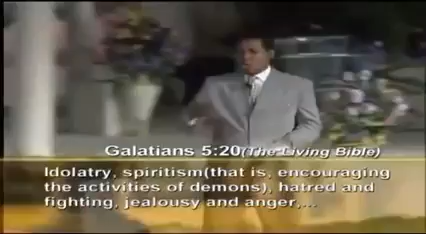 Galatians 5:20(The Living Bible)
Idolatry, spiritism(that is, encouraging
the activities of demons), hatred and
fighting, jealousy and anger,...